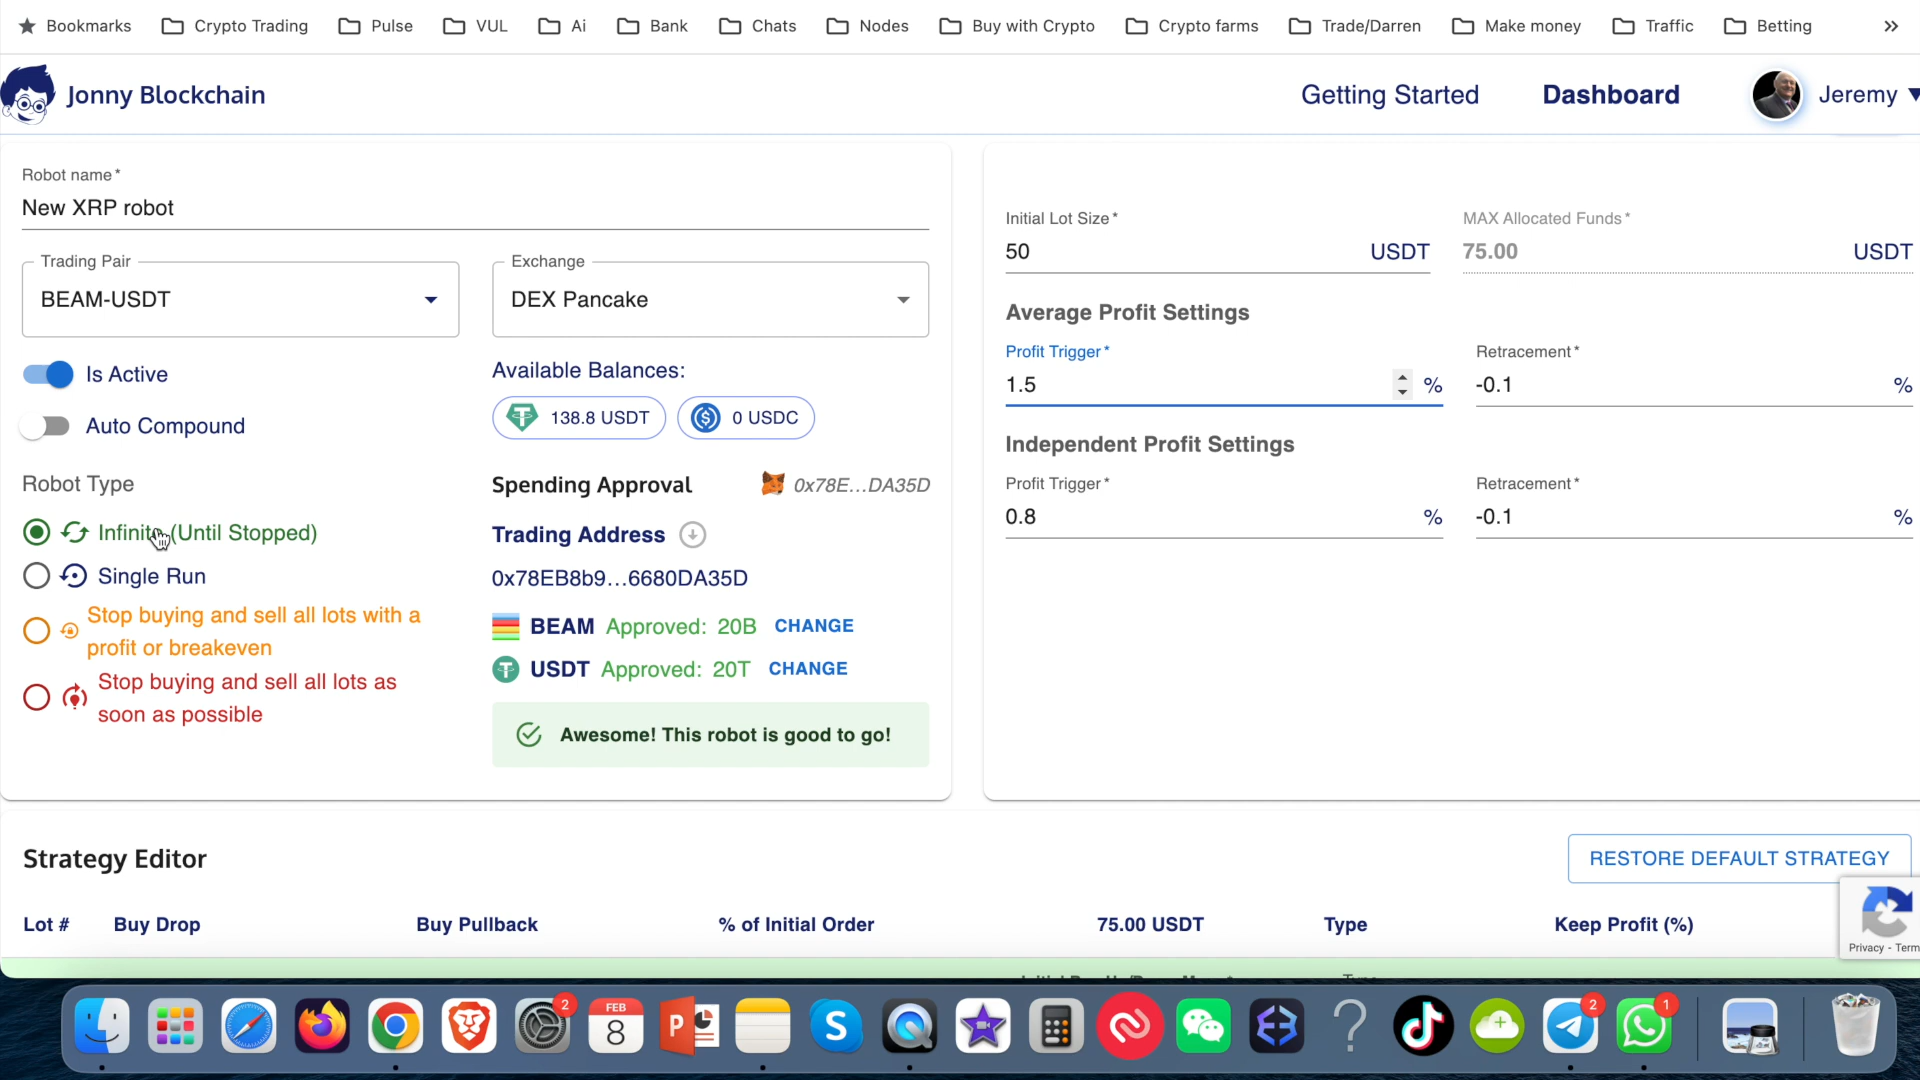 Bookmarks Crypto Trading Pulse VUL Ai Bank Chats Nodes Buy with Crypto Crypto farms Trade/Darren Make money Traffic Betting »
Jonny Blockchain Getting Started Dashboard Jeremy
Robot name*
New XRP robot
Trading Pair
BEAM-USDT
Exchange
DEX Pancake
Is Active
Auto Compound
Available Balances:
138.8 USDT 0 USDC
Robot Type
Infinite (Until Stopped)
Single Run
Stop buying and sell all lots with a
profit or breakeven
Stop buying and sell all lots as
soon as possible
Spending Approval 0x78E...DA35D
Trading Address
0x78EB8b9...6680DA35D
BEAM Approved: 20B CHANGE
USDT Approved: 20T CHANGE
Awesome! This robot is good to go!
Initial Lot Size*
50 USDT
MAX Allocated Funds*
75.00 USDT
Average Profit Settings
Profit Trigger*
1.5 %
Retracement*
-0.1 %
Independent Profit Settings
Profit Trigger*
0.8 %
Retracement*
-0.1 %
Strategy Editor RESTORE DEFAULT STRATEGY
Lot # Buy Drop Buy Pullback % of Initial Order 75.00 USDT Type Keep Profit (%)
Privacy - Term
2
FEB
8
P
S
?
2
1